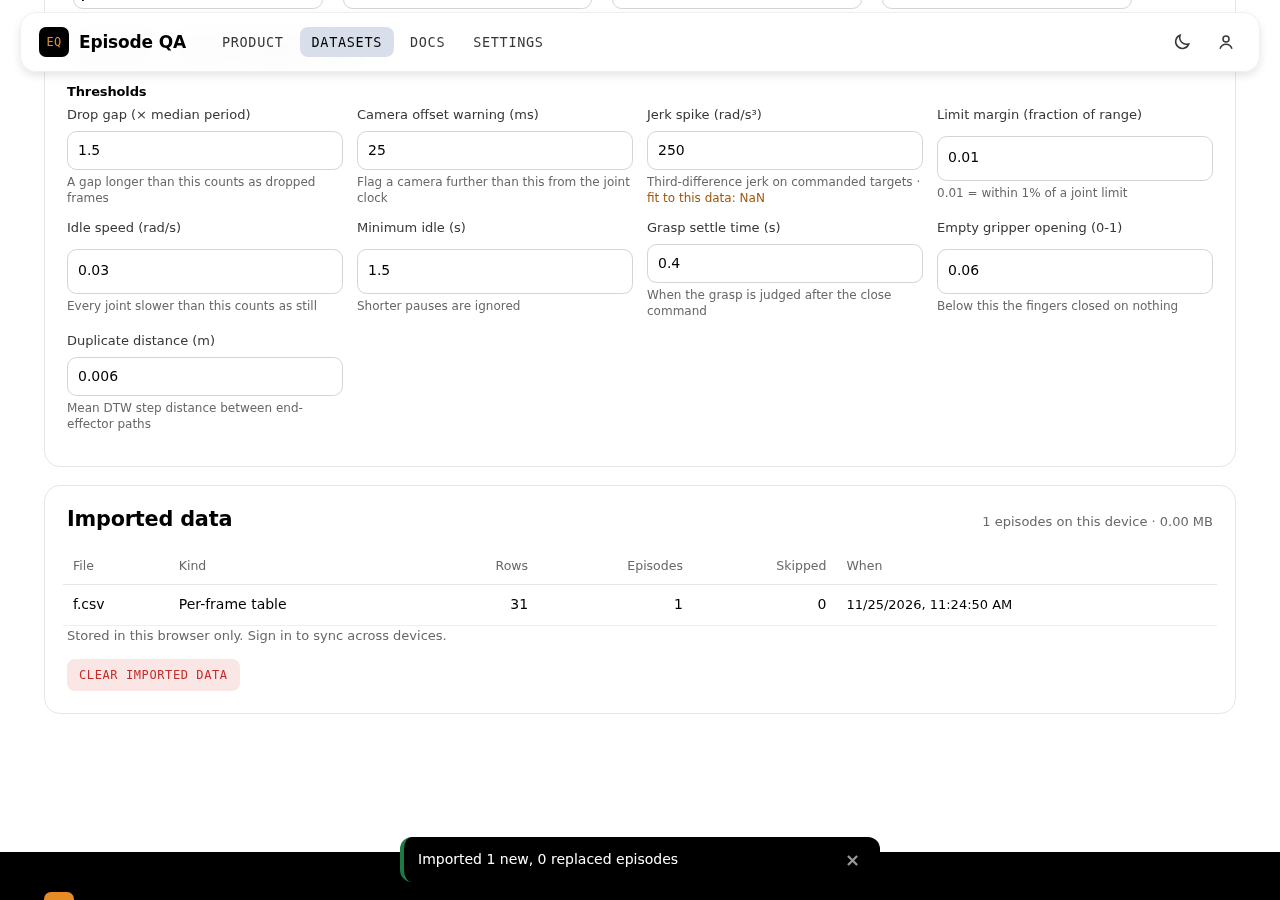 EQ Episode QA PRODUCT DATASETS DOCS SETTINGS
Thresholds
Drop gap (× median period)
1.5
A gap longer than this counts as dropped
frames
Camera offset warning (ms)
25
Flag a camera further than this from the joint
clock
Jerk spike (rad/s³)
250
Third-difference jerk on commanded targets ·
fit to this data: NaN
Limit margin (fraction of range)
0.01
0.01 = within 1% of a joint limit
Idle speed (rad/s)
0.03
Every joint slower than this counts as still
Minimum idle (s)
1.5
Shorter pauses are ignored
Grasp settle time (s)
0.4
When the grasp is judged after the close
command
Empty gripper opening (0-1)
0.06
Below this the fingers closed on nothing
Duplicate distance (m)
0.006
Mean DTW step distance between end-
effector paths
Imported data
1 episodes on this device · 0.00 MB
File Kind Rows Episodes Skipped When
f.csv Per-frame table 31 1 0 11/25/2026, 11:24:50 AM
Stored in this browser only. Sign in to sync across devices.
CLEAR IMPORTED DATA
Imported 1 new, 0 replaced episodes